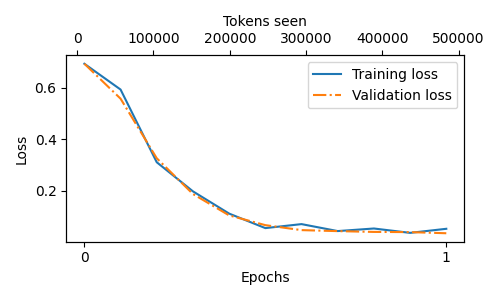 Tokens seen
0 100000 200000 300000 400000 500000
Training loss
Validation loss
0.6
0.4
0.2
Loss
0 1
Epochs